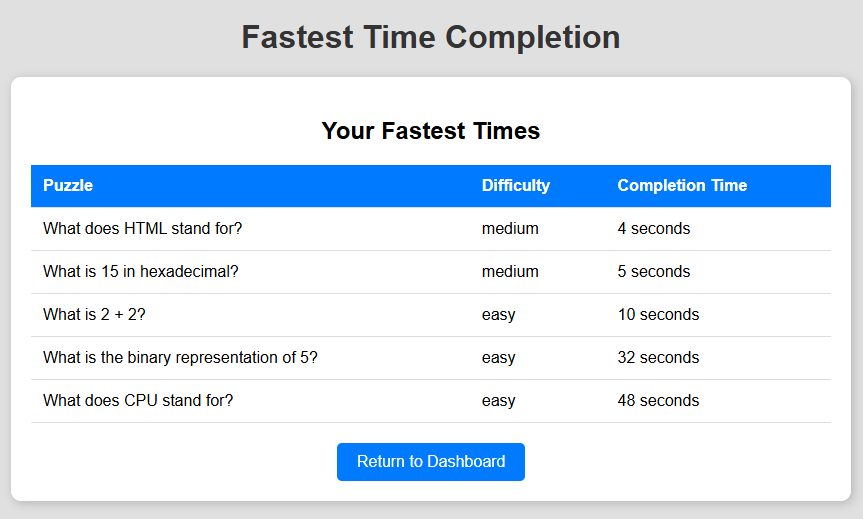 Fastest Time Completion
Your Fastest Times
Puzzle Difficulty Completion Time
What does HTML stand for? medium 4 seconds
What is 15 in hexadecimal? medium 5 seconds
What is 2 + 2? easy 10 seconds
What is the binary representation of 5? easy 32 seconds
What does CPU stand for? easy 48 seconds
Return to Dashboard